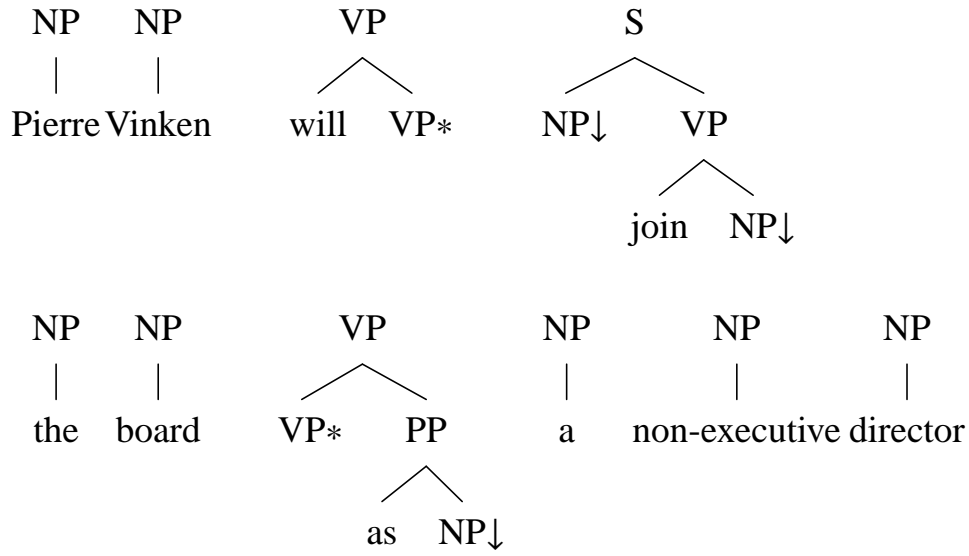 NP NP VP S
Pierre Vinken will VP* NP↓ VP
join NP↓
NP NP VP NP NP NP
the board VP* PP a non-executive director
as NP↓